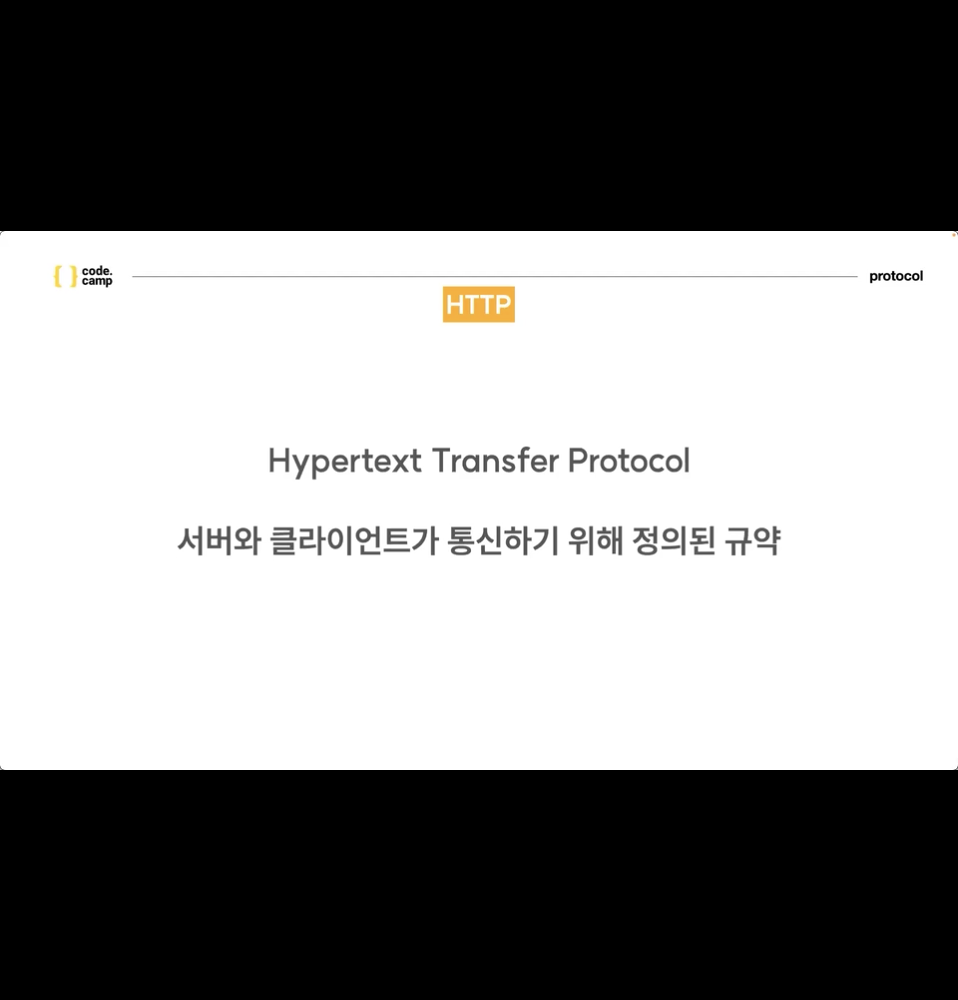 code.
camp
protocol
HTTP
Hypertext Transfer Protocol
서버와 클라이언트가 통신하기 위해 정의된 규약